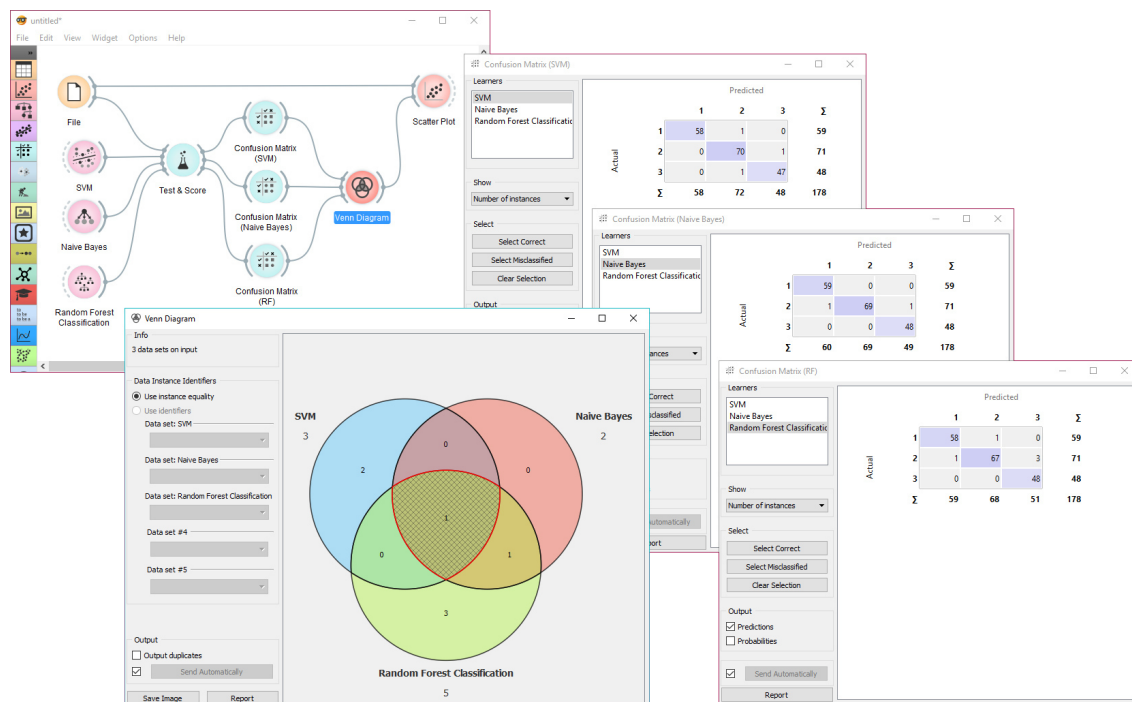 untitled*
File Edit View Widget Options Help
File
SVM
Naive Bayes
Random Forest
Classification
Test & Score
Confusion Matrix
(SVM)
Confusion Matrix
(Naive Bayes)
Confusion Matrix
(RF)
Venn Diagram
Scatter Plot
Confusion Matrix (SVM)
Learners
SVM
Naive Bayes
Random Forest Classificatio
Show
Number of instances
Select
Select Correct
Select Misclassified
Clear Selection
Output
Predicted
Actual
1 2 3 Σ
1 58 1 0 59
2 0 70 1 71
3 0 1 47 48
Σ 58 72 48 178
Confusion Matrix (Naive Bayes)
Learners
SVM
Naive Bayes
Random Forest Classificatio
stances
Correct
sclassified
election
Automatically
port
Predicted
Actual
1 2 3 Σ
1 59 0 0 59
2 1 69 1 71
3 0 0 48 48
Σ 60 69 49 178
Confusion Matrix (RF)
Learners
SVM
Naive Bayes
Random Forest Classificatio
Show
Number of instances
Select
Select Correct
Select Misclassified
Clear Selection
Output
Predictions
Probabilities
Send Automatically
Report
Predicted
Actual
1 2 3 Σ
1 58 1 0 59
2 1 67 3 71
3 0 0 48 48
Σ 59 68 51 178
Venn Diagram
Info
3 data sets on input
Data Instance Identifiers
Use instance equality
Use identifiers
Data set: SVM
Data set: Naive Bayes
Data set: Random Forest Classification
Data set #4
Data set #5
Output
Output duplicates
Send Automatically
Save Image Report
SVM
3
Naive Bayes
2
0
2 0
1
0 1
3
Random Forest Classification
5